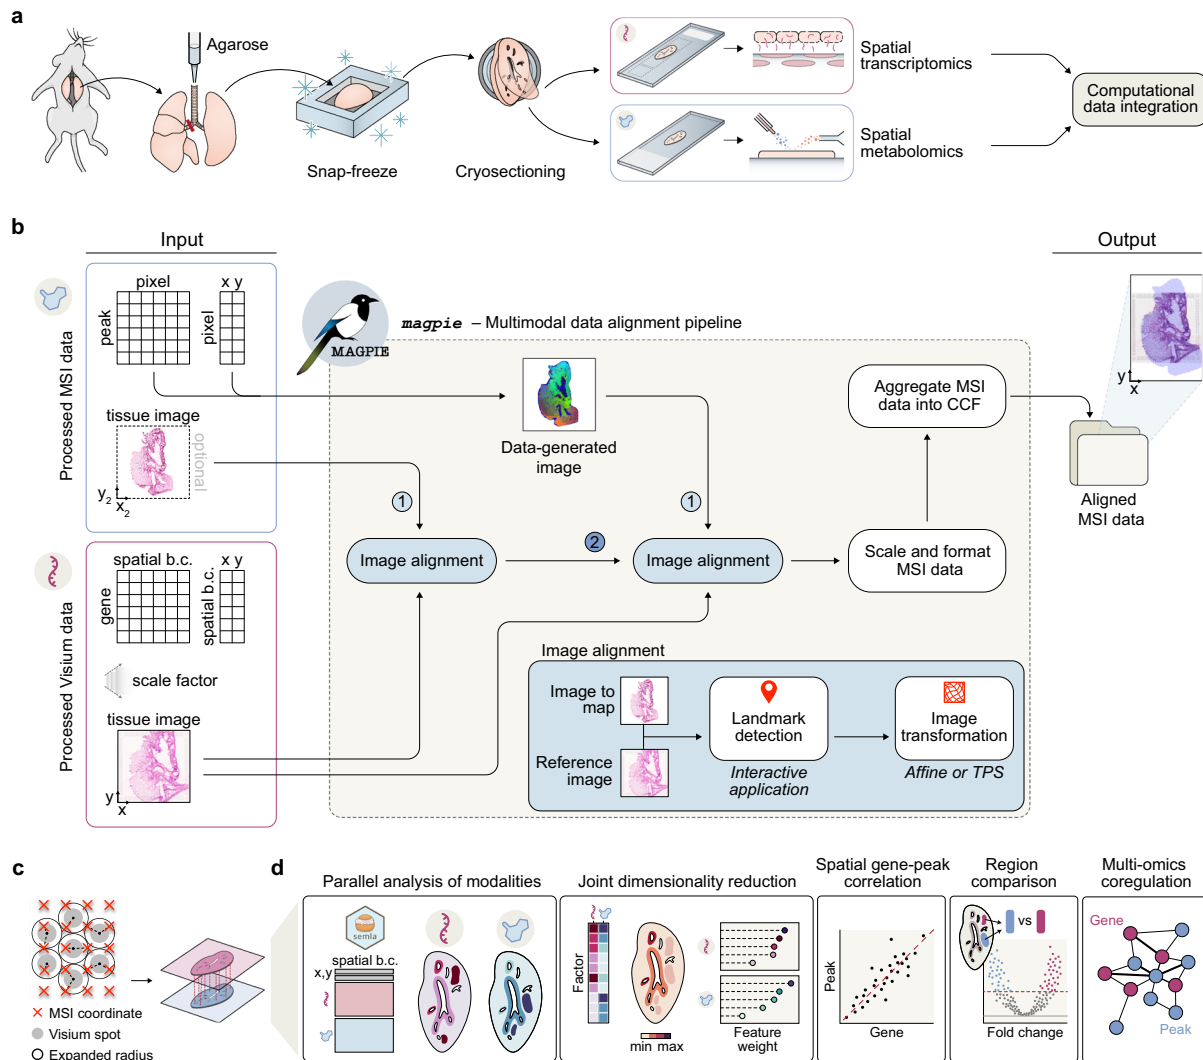 a
Agarose
Snap-freeze
Cryosectioning
Spatial
transcriptomics
Spatial
metabolomics
Computational
data integration
b
Input
Output
Processed MSI data
pixel
x y
peak
pixel
tissue image
optional
y2
x2
MAGPIE
magpie – Multimodal data alignment pipeline
Data-generated
image
1
1
Image alignment
2
Image alignment
Aggregate MSI
data into CCF
Scale and format
MSI data
y
x
Aligned
MSI data
Processed Visium data
spatial b.c.
x y
gene
spatial b.c.
scale factor
tissue image
y
x
Image alignment
Image to
map
Reference
image
Landmark
detection
Interactive
application
Image
transformation
Affine or TPS
c
MSI coordinate
Visium spot
Expanded radius
d
Parallel analysis of modalities
semla
spatial b.c.
x,y
Joint dimensionality reduction
Factor
min max
Feature
weight
Spatial gene-peak
correlation
Peak
Gene
Region
comparison
vs
Fold change
Multi-omics
coregulation
Gene
Peak